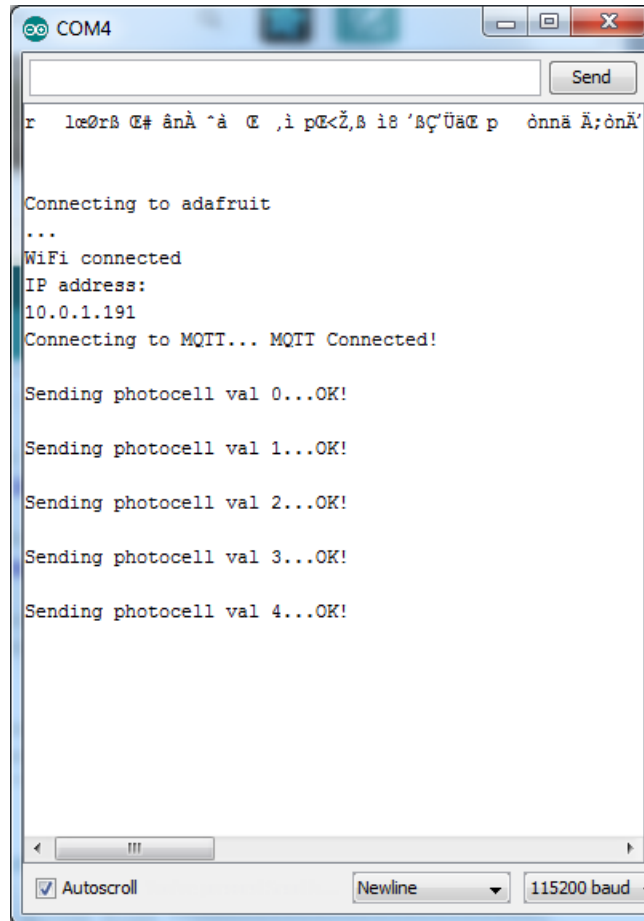 COM4
Send
Connecting to adafruit
...
WiFi connected
IP address:
10.0.1.191
Connecting to MQTT... MQTT Connected!
Sending photocell val 0...OK!
Sending photocell val 1...OK!
Sending photocell val 2...OK!
Sending photocell val 3...OK!
Sending photocell val 4...OK!
Autoscroll
Newline
115200 baud